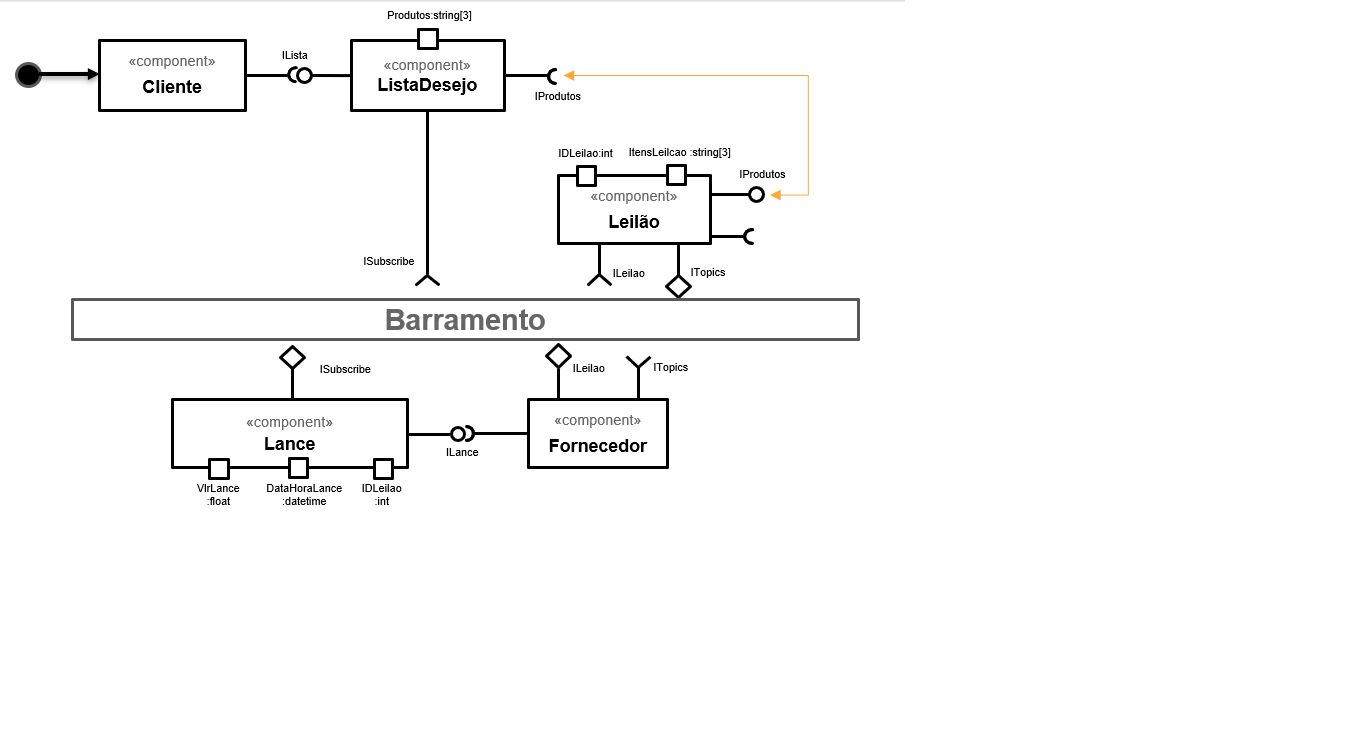 Produtos:string[3]
«component»
Cliente
ILista
«component»
ListaDesejo
IProdutos
IDLeilao:int
ItensLeilcao :string[3]
«component»
Leilão
IProdutos
ISubscribe
ILeilao
ITopics
Barramento
ISubscribe
ILeilao
ITopics
«component»
Lance
ILance
«component»
Fornecedor
VlrLance
:float
DataHoraLance
:datetime
IDLeilao
:int